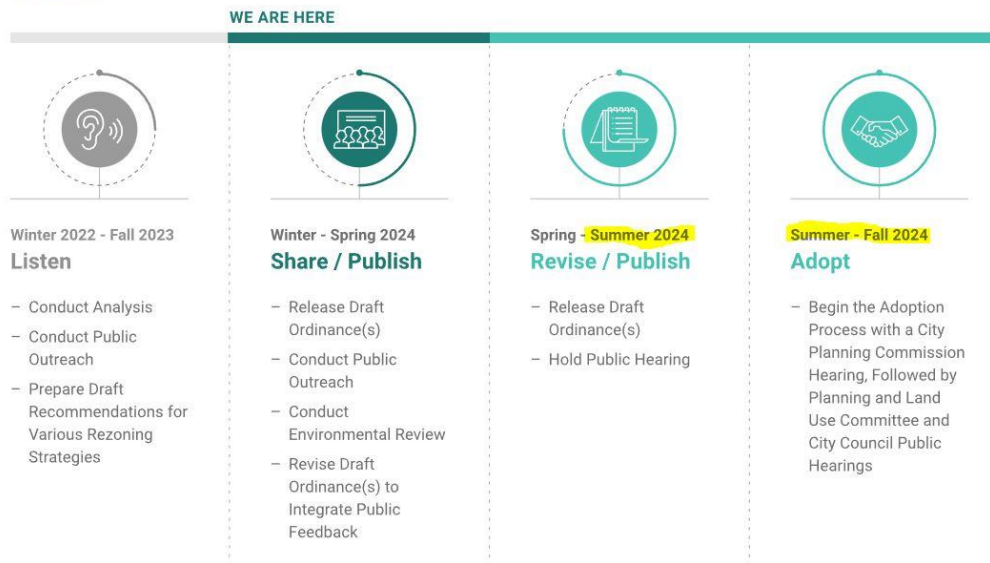 WE ARE HERE
Winter 2022 - Fall 2023
Listen
– Conduct Analysis
– Conduct Public
Outreach
– Prepare Draft
Recommendations for
Various Rezoning
Strategies
Winter - Spring 2024
Share / Publish
– Release Draft
Ordinance(s)
– Conduct Public
Outreach
– Conduct
Environmental Review
– Revise Draft
Ordinance(s) to
Integrate Public
Feedback
Spring - Summer 2024
Revise / Publish
– Release Draft
Ordinance(s)
– Hold Public Hearing
Summer - Fall 2024
Adopt
– Begin the Adoption
Process with a City
Planning Commission
Hearing, Followed by
Planning and Land
Use Committee and
City Council Public
Hearings